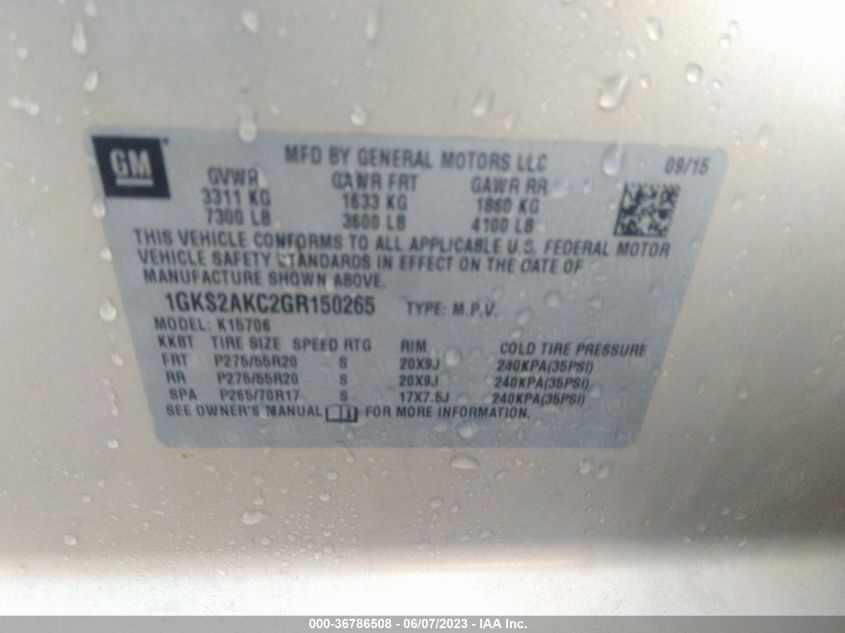 GM
MFD BY GENERAL MOTORS LLC 09/15
GVWR GAWR FRT GAWR RR
3311 KG 1633 KG 1860 KG
7300 LB 3600 LB 4100 LB
THIS VEHICLE CONFORMS TO ALL APPLICABLE U.S. FEDERAL MOTOR
VEHICLE SAFETY STANDARDS IN EFFECT ON THE DATE OF
MANUFACTURE SHOWN ABOVE.
1GKS2AKC2GR150265 TYPE: M.P.V.
MODEL: K15706
KKBT TIRE SIZE SPEED RTG RIM COLD TIRE PRESSURE
FRT P275/55R20 S 20X9J 240KPA(35PSI)
RR P275/55R20 S 20X9J 240KPA(35PSI)
SPA P265/70R17 S 17X7.5J 240KPA(35PSI)
SEE OWNER'S MANUAL FOR MORE INFORMATION.
000-36786508 - 06/07/2023 - IAA Inc.